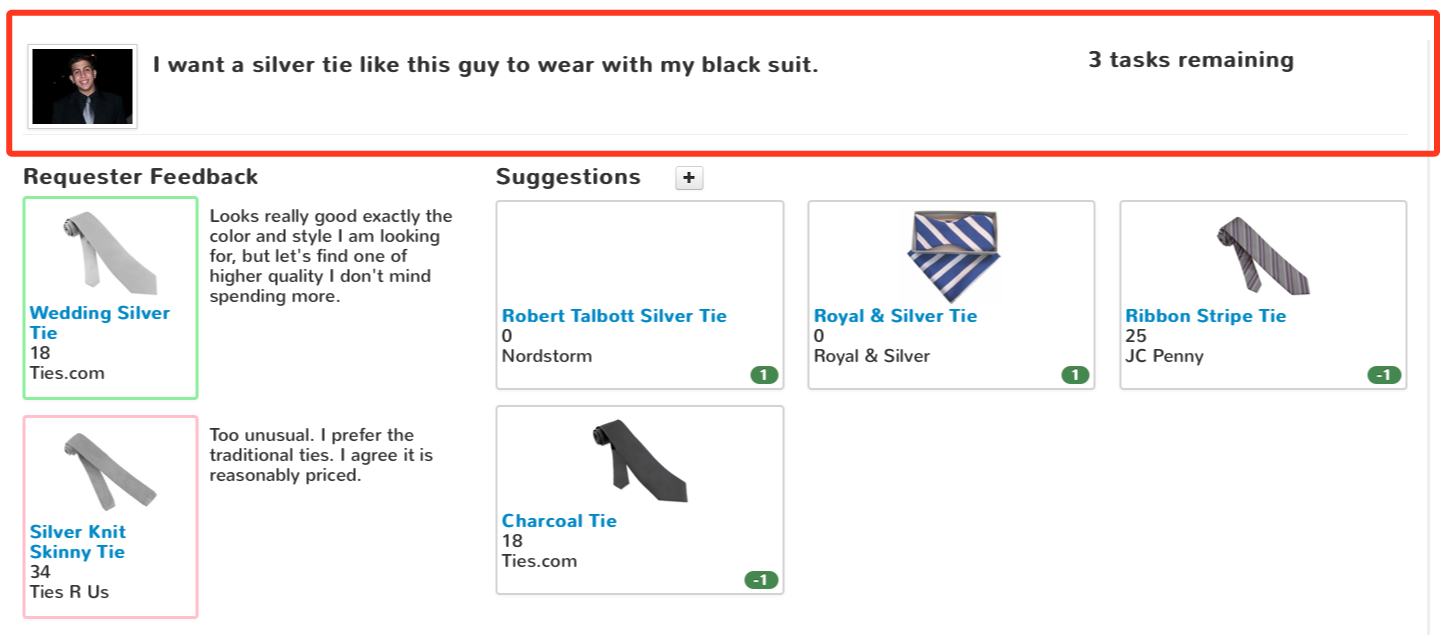 I want a silver tie like this guy to wear with my black suit.
3 tasks remaining
Requester Feedback
Wedding Silver
Tie
18
Ties.com
Looks really good exactly the
color and style I am looking
for, but let's find one of
higher quality I don't mind
spending more.
Silver Knit
Skinny Tie
34
Ties R Us
Too unusual. I prefer the
traditional ties. I agree it is
reasonably priced.
Suggestions +
Robert Talbott Silver Tie
0
Nordstorm
1
Royal & Silver Tie
0
Royal & Silver
1
Ribbon Stripe Tie
25
JC Penny
-1
Charcoal Tie
18
Ties.com
-1